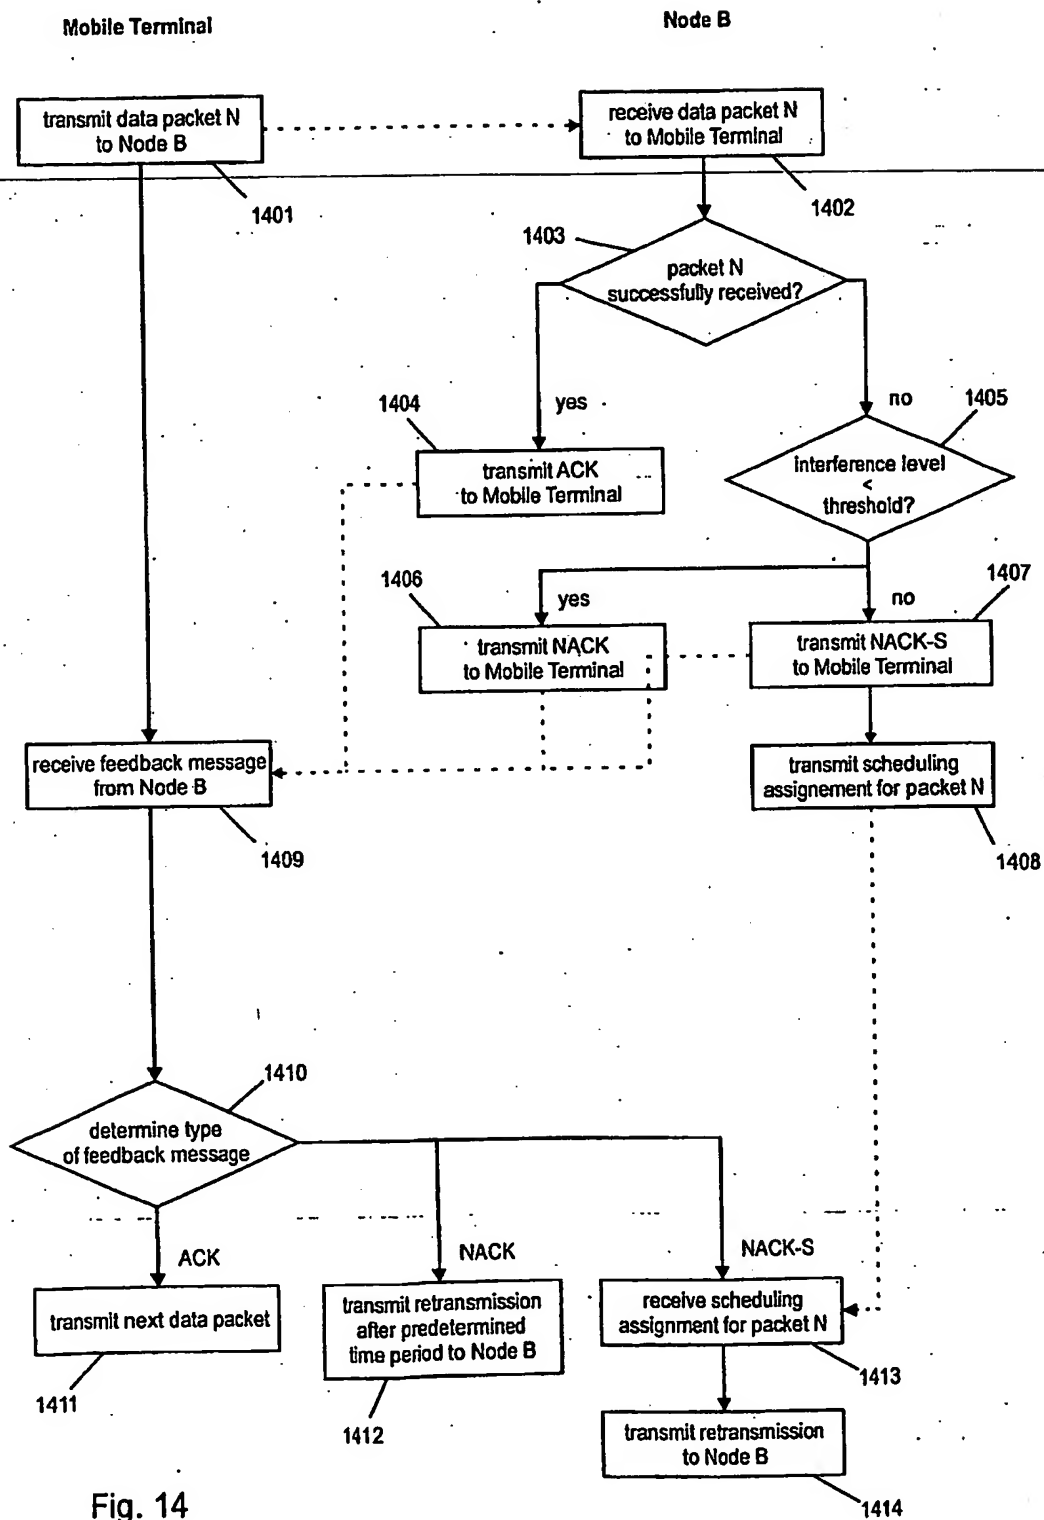 Mobile Terminal
Node B
transmit data packet N
to Node B
receive data packet N
to Mobile Terminal
1401
1402
1403
packet N
successfully received?
yes
no
1404
1405
transmit ACK
to Mobile Terminal
interference level
<
threshold?
1406
1407
yes
no
transmit NACK
to Mobile Terminal
transmit NACK-S
to Mobile Terminal
receive feedback message
from Node B
transmit scheduling
assignement for packet N
1409
1408
1410
determine type
of feedback message
ACK
NACK
NACK-S
transmit next data packet
transmit retransmission
after predetermined
time period to Node B
receive scheduling
assignment for packet N
1411
1412
1413
transmit retransmission
to Node B
1414
Fig. 14